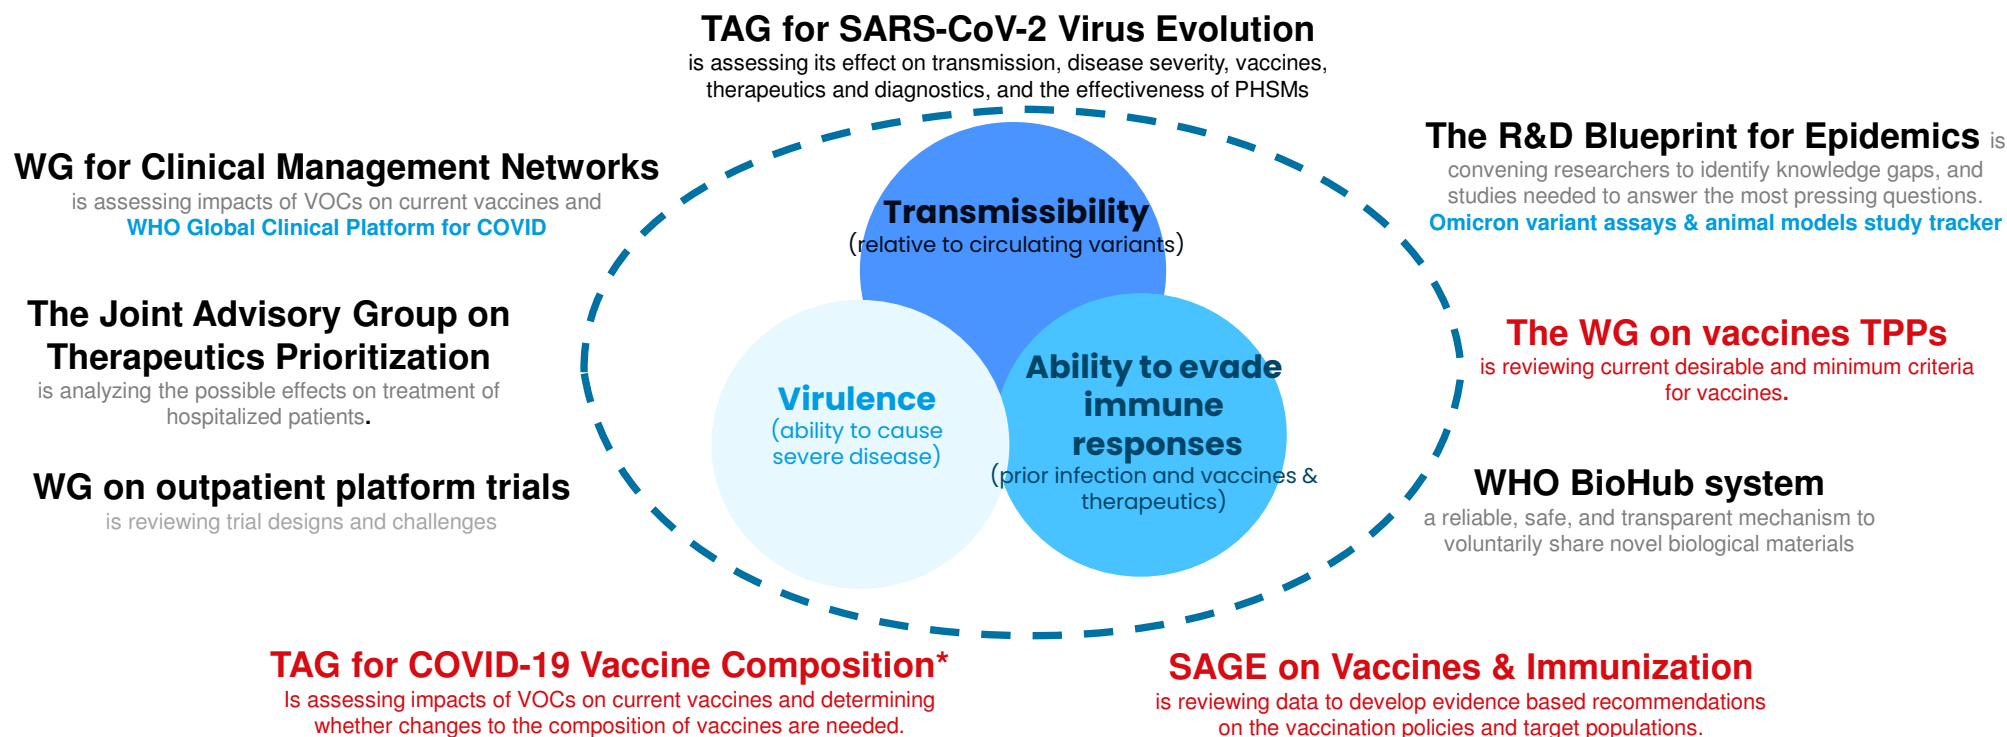 TAG for SARS-CoV-2 Virus Evolution
is assessing its effect on transmission, disease severity, vaccines,
therapeutics and diagnostics, and the effectiveness of PHSMs
WG for Clinical Management Networks
is assessing impacts of VOCs on current vaccines and
WHO Global Clinical Platform for COVID
The Joint Advisory Group on
Therapeutics Prioritization
is analyzing the possible effects on treatment of
hospitalized patients.
WG on outpatient platform trials
is reviewing trial designs and challenges
Transmissibility
(relative to circulating variants)
Virulence
(ability to cause
severe disease)
Ability to evade
immune
responses
(prior infection and vaccines &
therapeutics)
The R&D Blueprint for Epidemics is
convening researchers to identify knowledge gaps, and
studies needed to answer the most pressing questions.
Omicron variant assays & animal models study tracker
The WG on vaccines TPPs
is reviewing current desirable and minimum criteria
for vaccines.
WHO BioHub system
a reliable, safe, and transparent mechanism to
voluntarily share novel biological materials
TAG for COVID-19 Vaccine Composition*
Is assessing impacts of VOCs on current vaccines and determining
whether changes to the composition of vaccines are needed.
SAGE on Vaccines & Immunization
is reviewing data to develop evidence based recommendations
on the vaccination policies and target populations.